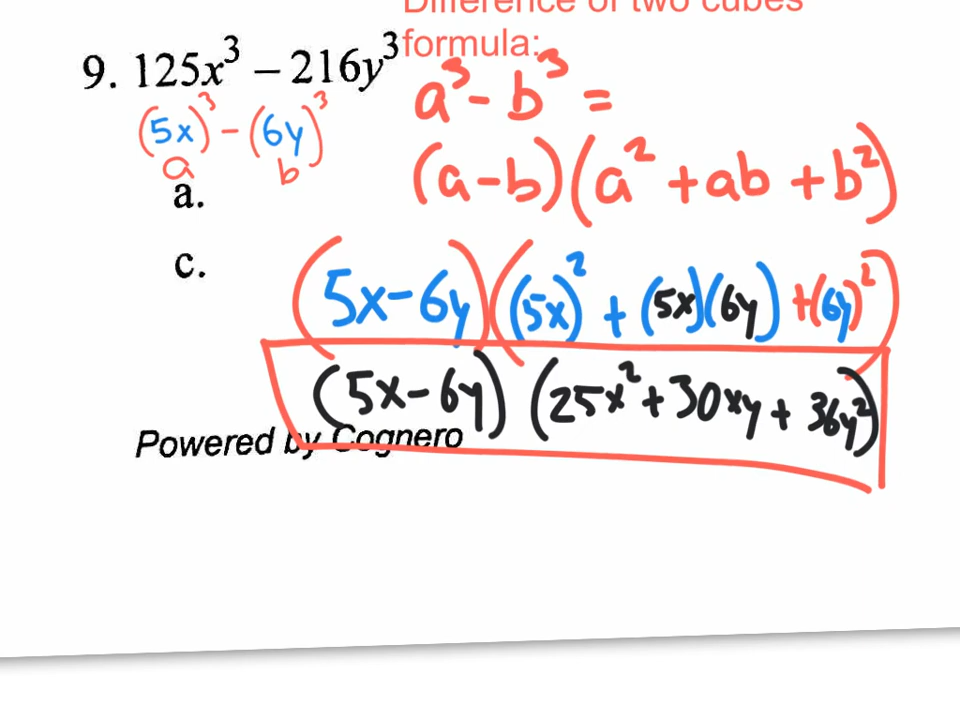 Difference of two cubes
formula:
9. 125x³ – 216y³
a³ - b³ =
(5x)³ - (6y)³
a b
(a-b)(a² + ab + b²)
a.
c.
(5x-6y)((5x)² + (5x)(6y) + (6y)²)
(5x-6y) (25x² + 30xy + 36y²)
Powered by Cognero